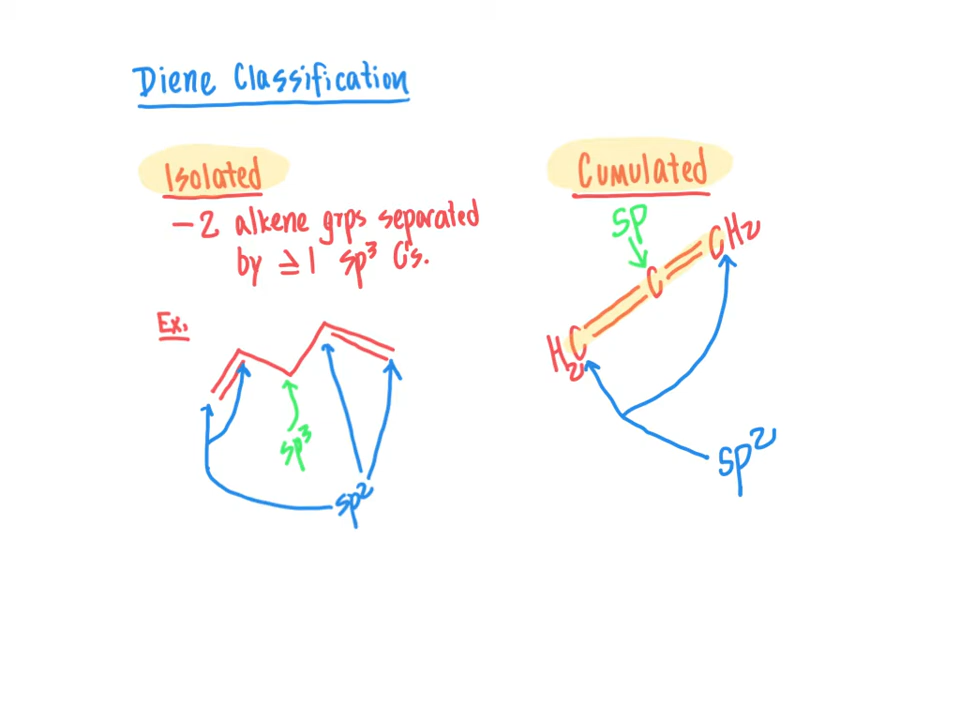 Diene Classification
Isolated
- 2 alkene grps separated
by ≥1 sp³ C's.
Ex.
sp³
sp²
Cumulated
sp
H₂C=C=CH₂
sp²